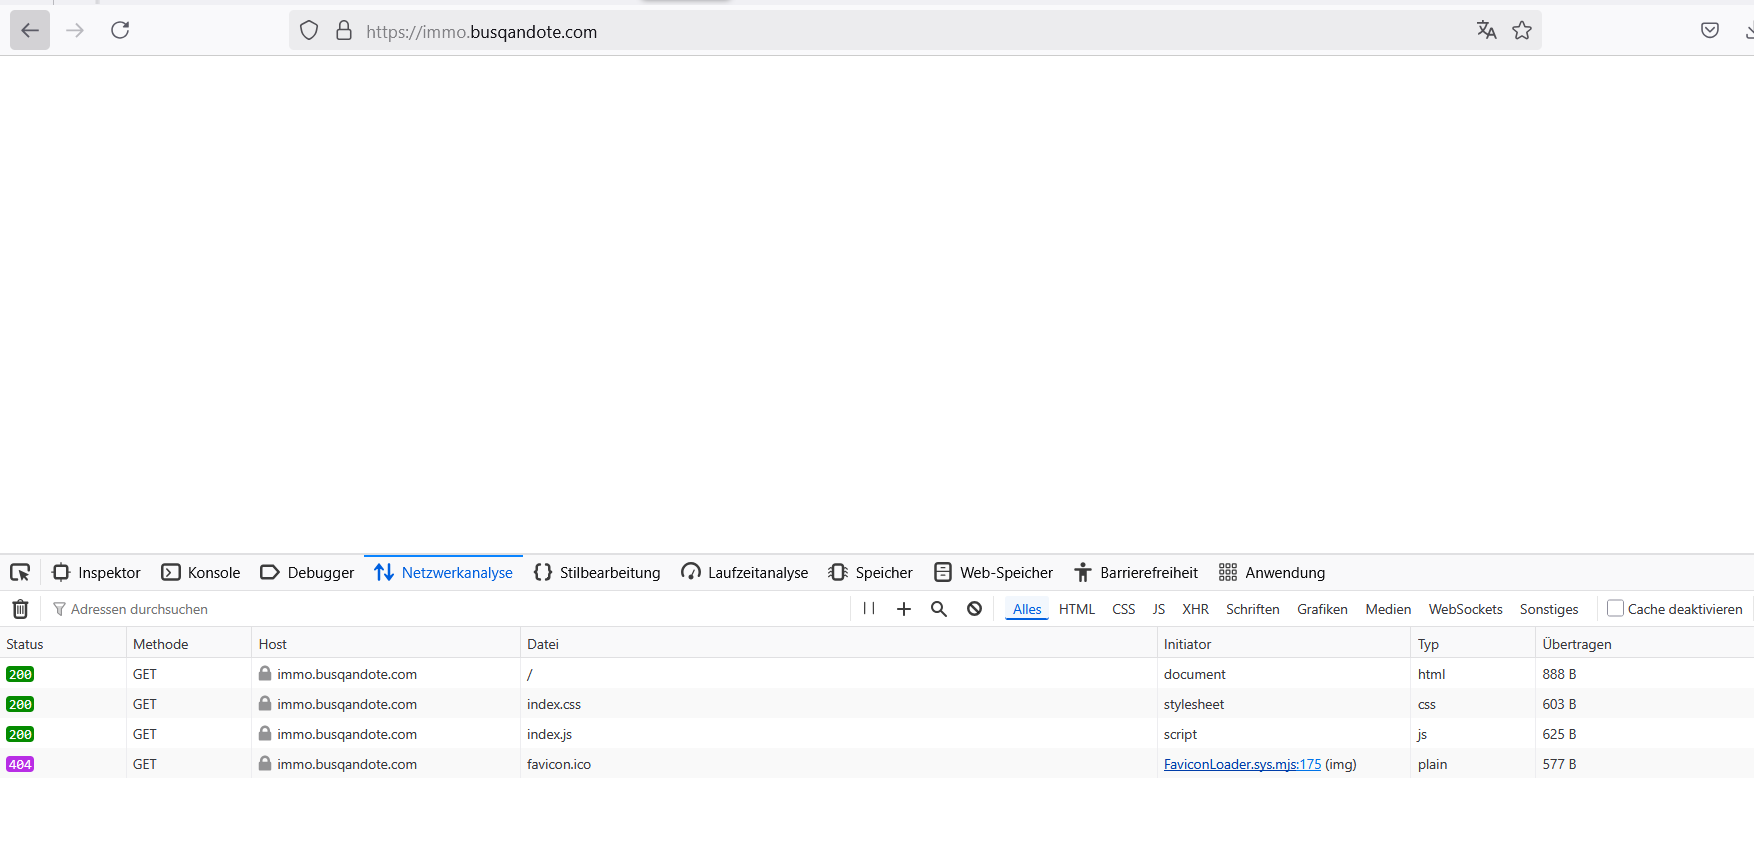 https://immo.busqandote.com
Inspektor Konsole Debugger Netzwerkanalyse Stilbearbeitung Laufzeitanalyse Speicher Web-Speicher Barrierefreiheit Anwendung
Adressen durchsuchen Alles HTML CSS JS XHR Schriften Grafiken Medien WebSockets Sonstiges Cache deaktivieren
Status Methode Host Datei Initiator Typ Übertragen
200 GET immo.busqandote.com / document html 888 B
200 GET immo.busqandote.com index.css stylesheet css 603 B
200 GET immo.busqandote.com index.js script js 625 B
404 GET immo.busqandote.com favicon.ico FaviconLoader.sys.mjs:175 (img) plain 577 B